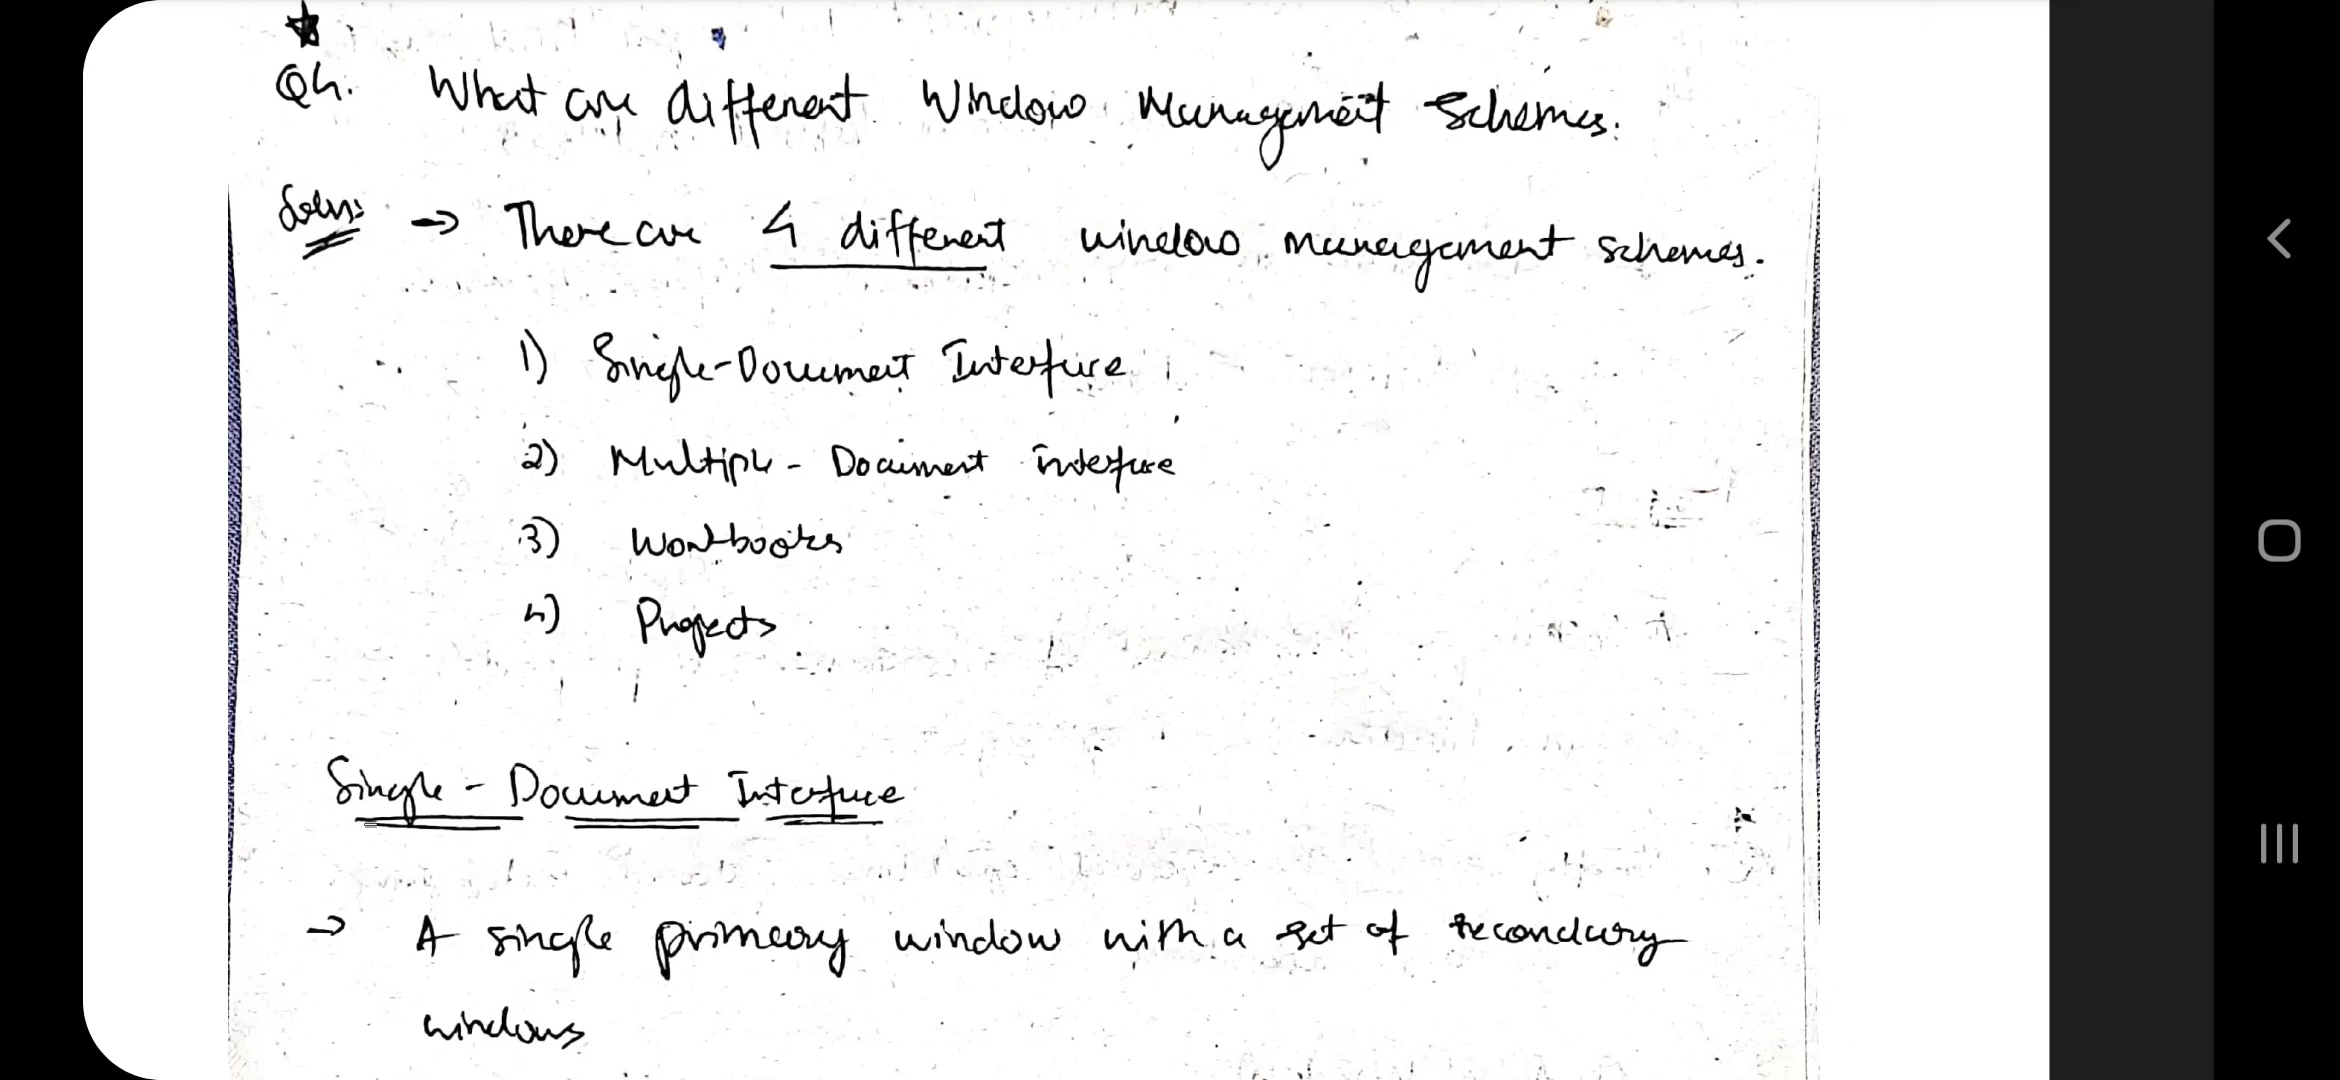 Q4. What are different Window Management Schemes.
Soln: → There are 4 different window management schemes.
1) Single-Document Interface
2) Multiple - Document interface
3) Workbooks
4) Projects
Single - Document Interface
→ A single primary window with a set of secondary
windows